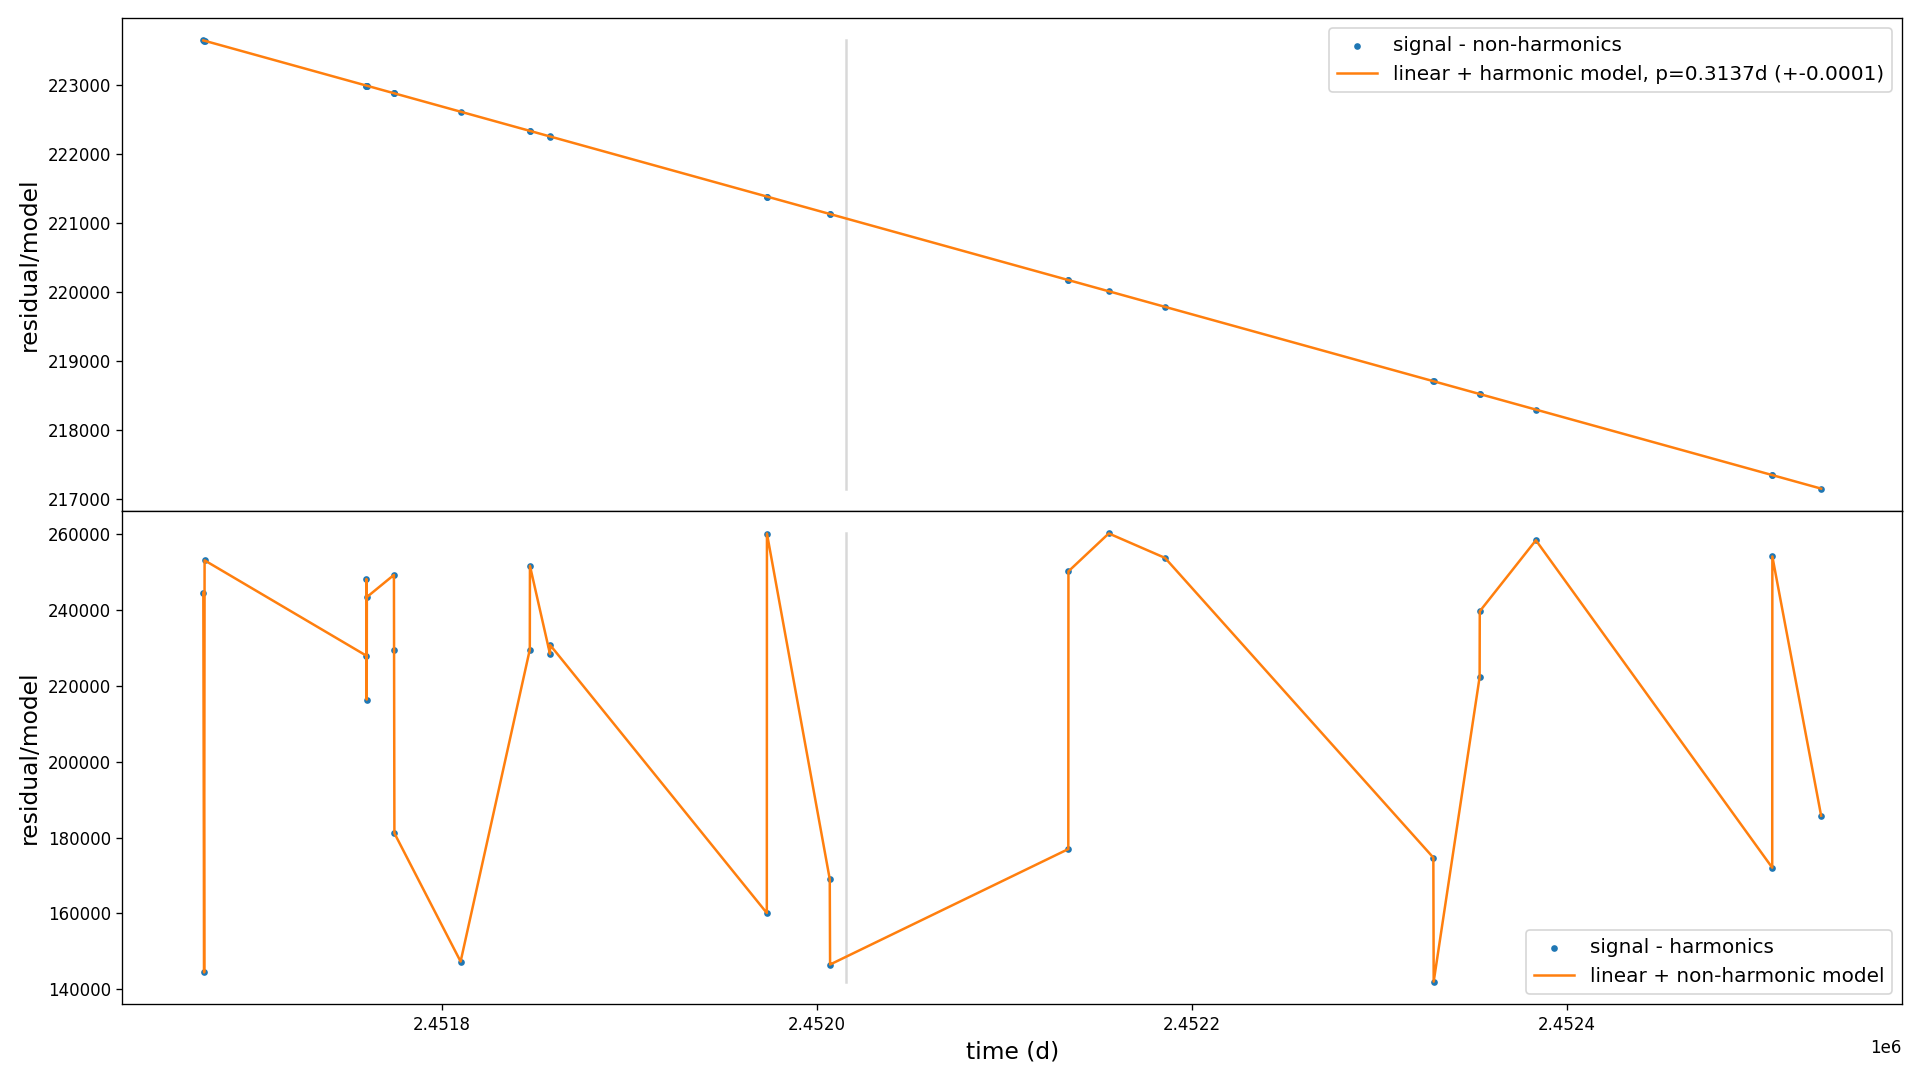 signal - non-harmonics
linear + harmonic model, p=0.3137d (+-0.0001)
223000
222000
221000
220000
219000
218000
217000
residual/model
260000
240000
220000
200000
180000
160000
140000
residual/model
signal - harmonics
linear + non-harmonic model
2.4518
2.4520
2.4522
2.4524
1e6
time (d)